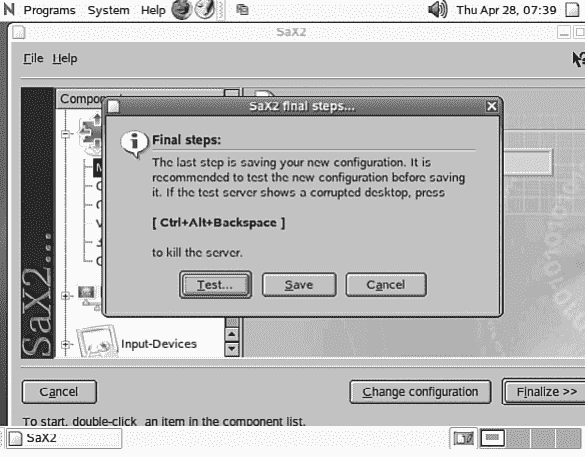 N Programs System Help
Thu Apr 28, 07:39
SaX2
File Help
SaX2 final steps...
Final steps:
The last step is saving your new configuration. It is
recommended to test the new configuration before saving
it. If the test server shows a corrupted desktop, press
[ Ctrl+Alt+Backspace ]
to kill the server.
Test... Save Cancel
SaX2...
Input-Devices
Cancel Change configuration Finalize >>
To start, double-click an item in the component list.
SaX2